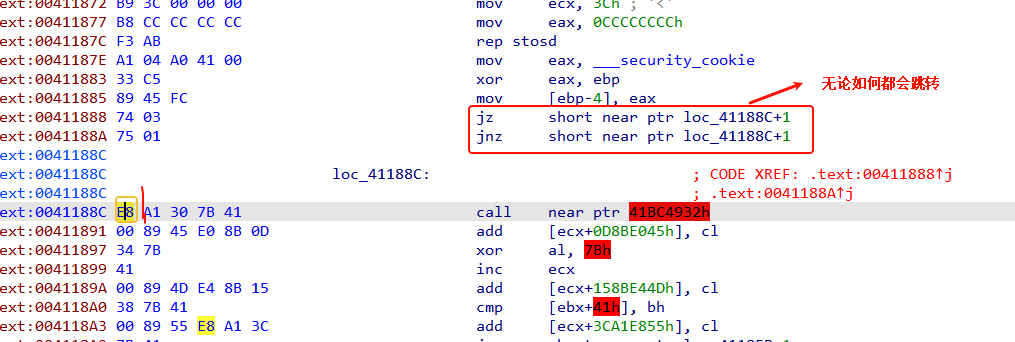 ext:00411872 B9 3C 00 00 00 mov ecx, 3Ch ; '<'
ext:00411877 B8 CC CC CC CC mov eax, 0CCCCCCCCh
ext:0041187C F3 AB rep stosd
ext:0041187E A1 04 A0 41 00 mov eax, ___security_cookie
ext:00411883 33 C5 xor eax, ebp
无论如何都会跳转
ext:00411885 89 45 FC mov [ebp-4], eax
ext:00411888 74 03 jz short near ptr loc_41188C+1
ext:0041188A 75 01 jnz short near ptr loc_41188C+1
ext:0041188C
ext:0041188C loc_41188C: ; CODE XREF: .text:00411888↑j
ext:0041188C ; .text:0041188A↑j
ext:0041188C E8 A1 30 7B 41 call near ptr 41BC4932h
ext:00411891 00 89 45 E0 8B 0D add [ecx+0D8BE045h], cl
ext:00411897 34 7B xor al, 7Bh
ext:00411899 41 inc ecx
ext:0041189A 00 89 4D E4 8B 15 add [ecx+158BE44Dh], cl
ext:004118A0 38 7B 41 cmp [ebx+41h], bh
ext:004118A3 00 89 55 E8 A1 3C add [ecx+3CA1E855h], cl